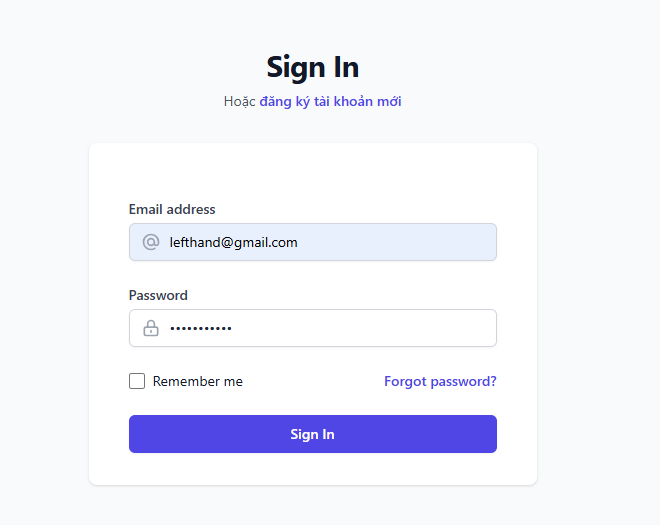 Sign In
Hoặc đăng ký tài khoản mới
Email address
lefthand@gmail.com
Password
•••••••••••
Remember me
Forgot password?
Sign In